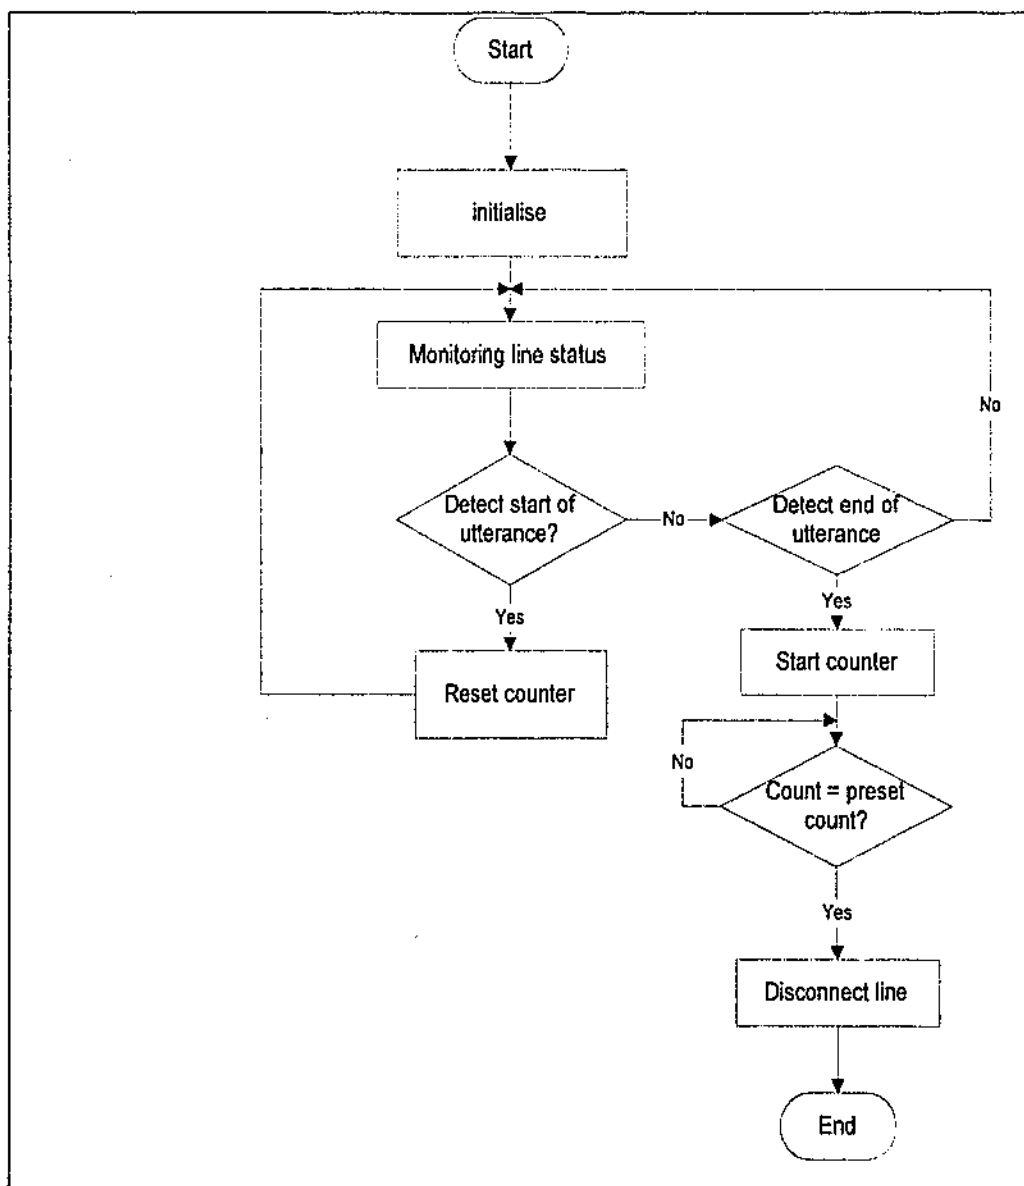 Start
initialise
Monitoring line status
No
Detect start of
utterance?
No
Detect end of
utterance
Yes
Yes
Reset counter
Start counter
No
Count = preset
count?
Yes
Disconnect line
End